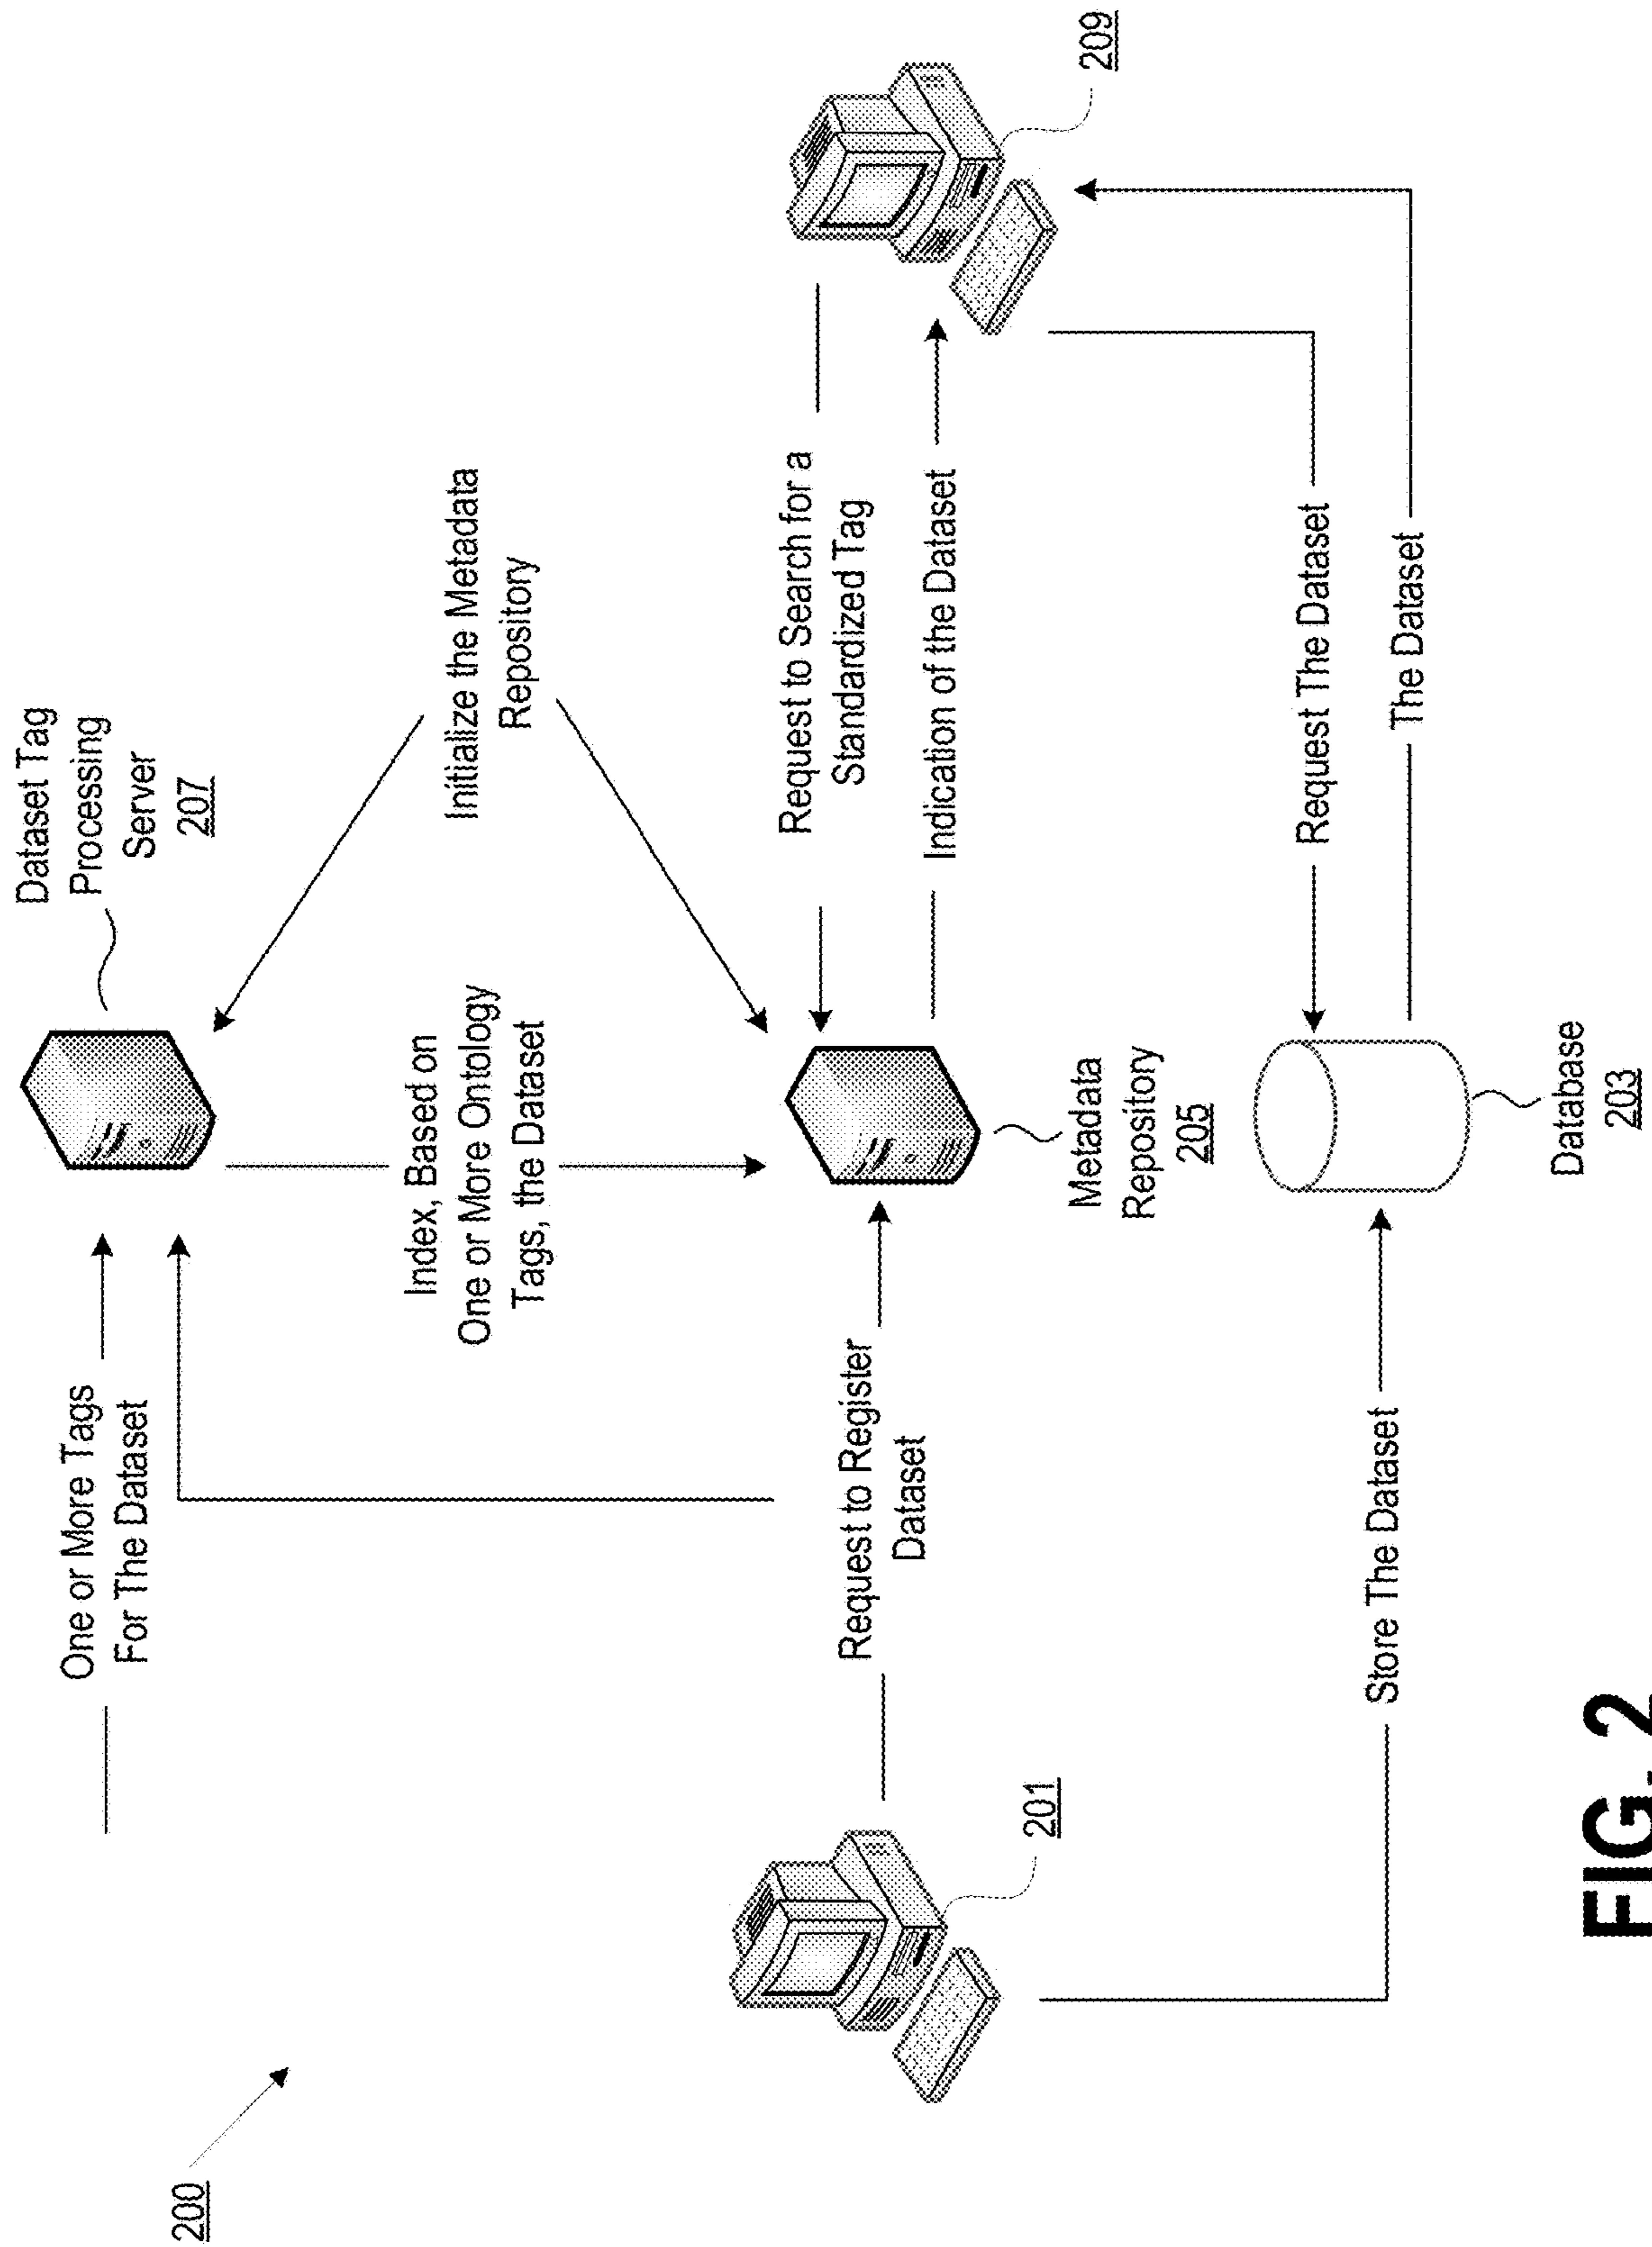 200
One or More Tags
For The Dataset
Dataset Tag
Processing
Server
207
Index, Based on
One or More Ontology
Tags, the Dataset
Initialize the Metadata
Repository
201
Request to Register
Dataset
Metadata
Repository
205
Request to Search for a
Standardized Tag
Indication of the Dataset
209
Store The Dataset
Database
203
Request The Dataset
The Dataset
FIG. 2